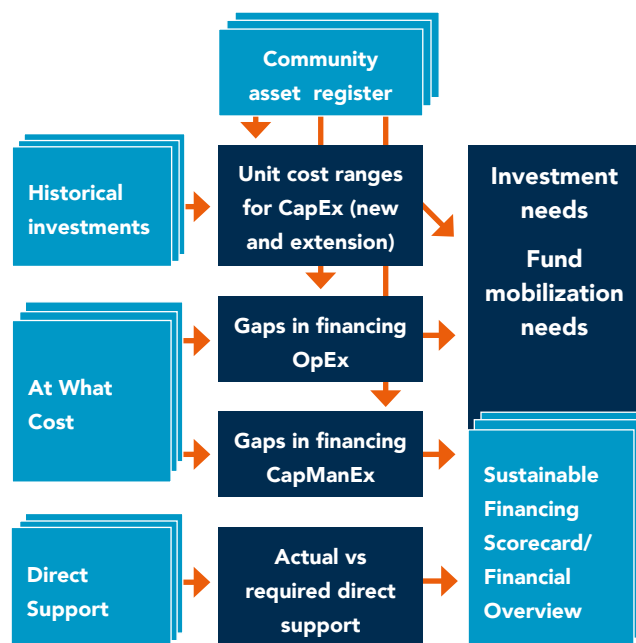 Community
asset register
Historical
investments
Unit cost ranges
for CapEx (new
and extension)
Investment
needs
Fund
mobilization
needs
At What
Cost
Gaps in financing
OpEx
Gaps in financing
CapManEx
Sustainable
Financing
Scorecard/
Financial
Overview
Direct
Support
Actual vs
required direct
support